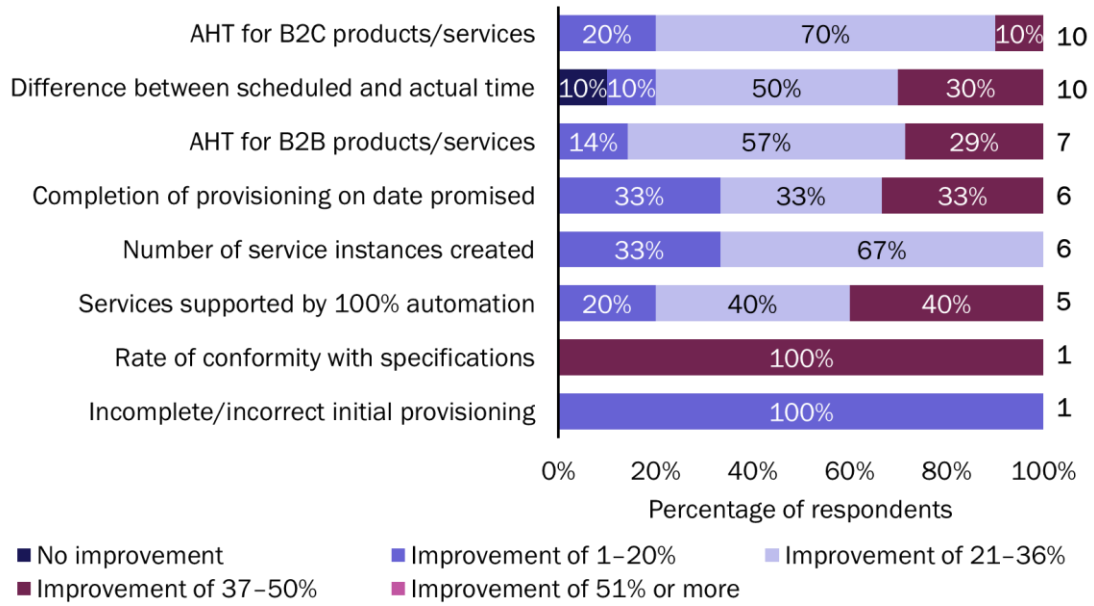 AHT for B2C products/services 20% 70% 10% 10
Difference between scheduled and actual time 10% 10% 50% 30% 10
AHT for B2B products/services 14% 57% 29% 7
Completion of provisioning on date promised 33% 33% 33% 6
Number of service instances created 33% 67% 6
Services supported by 100% automation 20% 40% 40% 5
Rate of conformity with specifications 100% 1
Incomplete/incorrect initial provisioning 100% 1
0% 20% 40% 60% 80% 100%
Percentage of respondents
No improvement Improvement of 1–20% Improvement of 21–36%
Improvement of 37–50% Improvement of 51% or more